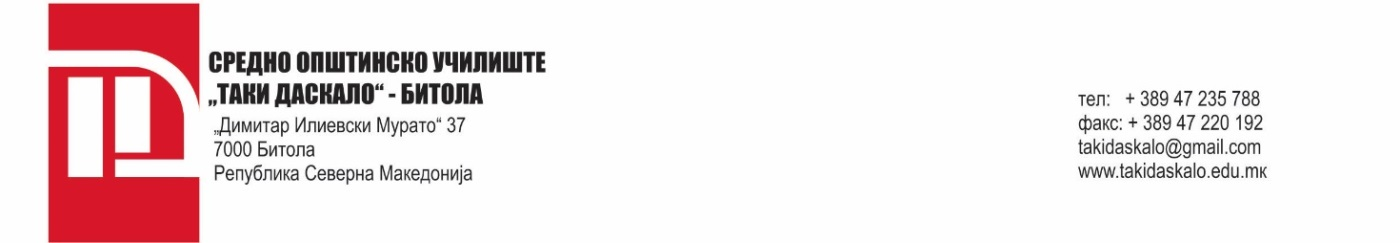 СРЕДНО ОПШТИНСКО УЧИЛИШТЕ
„ТАКИ ДАСКАЛО“ - БИТОЛА
„Димитар Илиевски Мурато“ 37
7000 Битола
Република Северна Македонија
тел: + 389 47 235 788
факс: + 389 47 220 192
takidaskalo@gmail.com
www.takidaskalo.edu.мк